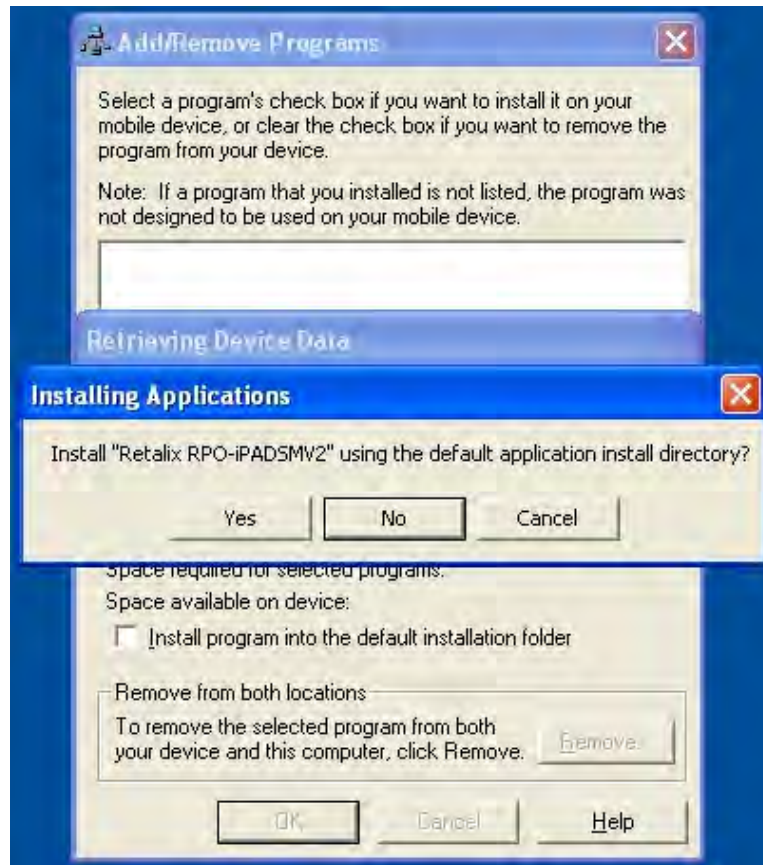 Add/Remove Programs
Select a program's check box if you want to install it on your
mobile device, or clear the check box if you want to remove the
program from your device.
Note: If a program that you installed is not listed, the program was
not designed to be used on your mobile device.
Retrieving Device Data
Installing Applications
Install "Retalix RPO-iPADSMV2" using the default application install directory?
Yes No Cancel
Space required for selected programs:
Space available on device:
Install program into the default installation folder
Remove from both locations
To remove the selected program from both
your device and this computer, click Remove.
Remove
OK Cancel Help